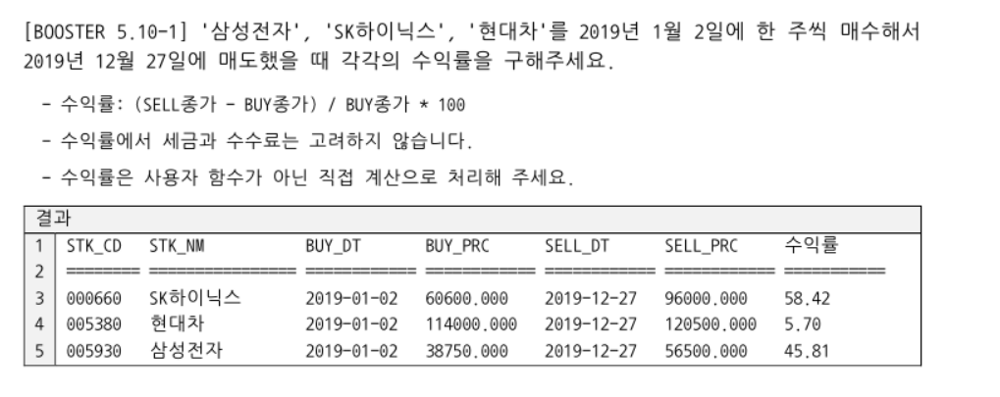 [BOOSTER 5.10-1] '삼성전자', 'SK하이닉스', '현대차'를 2019년 1월 2일에 한 주씩 매수해서
2019년 12월 27일에 매도했을 때 각각의 수익률을 구해주세요.
- 수익률: (SELL종가 - BUY종가) / BUY종가 * 100
- 수익률에서 세금과 수수료는 고려하지 않습니다.
- 수익률은 사용자 함수가 아닌 직접 계산으로 처리해 주세요.
결과
1 STK_CD STK_NM BUY_DT BUY_PRC SELL_DT SELL_PRC 수익률
2 ======== ================ ============ ============ ============ ============ ===========
3 000660 SK하이닉스 2019-01-02 60600.000 2019-12-27 96000.000 58.42
4 005380 현대차 2019-01-02 114000.000 2019-12-27 120500.000 5.70
5 005930 삼성전자 2019-01-02 38750.000 2019-12-27 56500.000 45.81